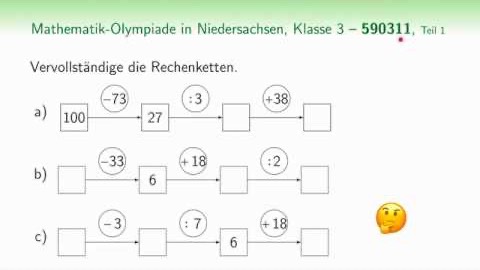 Mathematik-Olympiade in Niedersachsen, Klasse 3 – 590311, Teil 1
Vervollständige die Rechenketten.
−73 :3 +38
a) 100 27
−33 +18 :2
b) 6
−3 :7 +18
c) 6